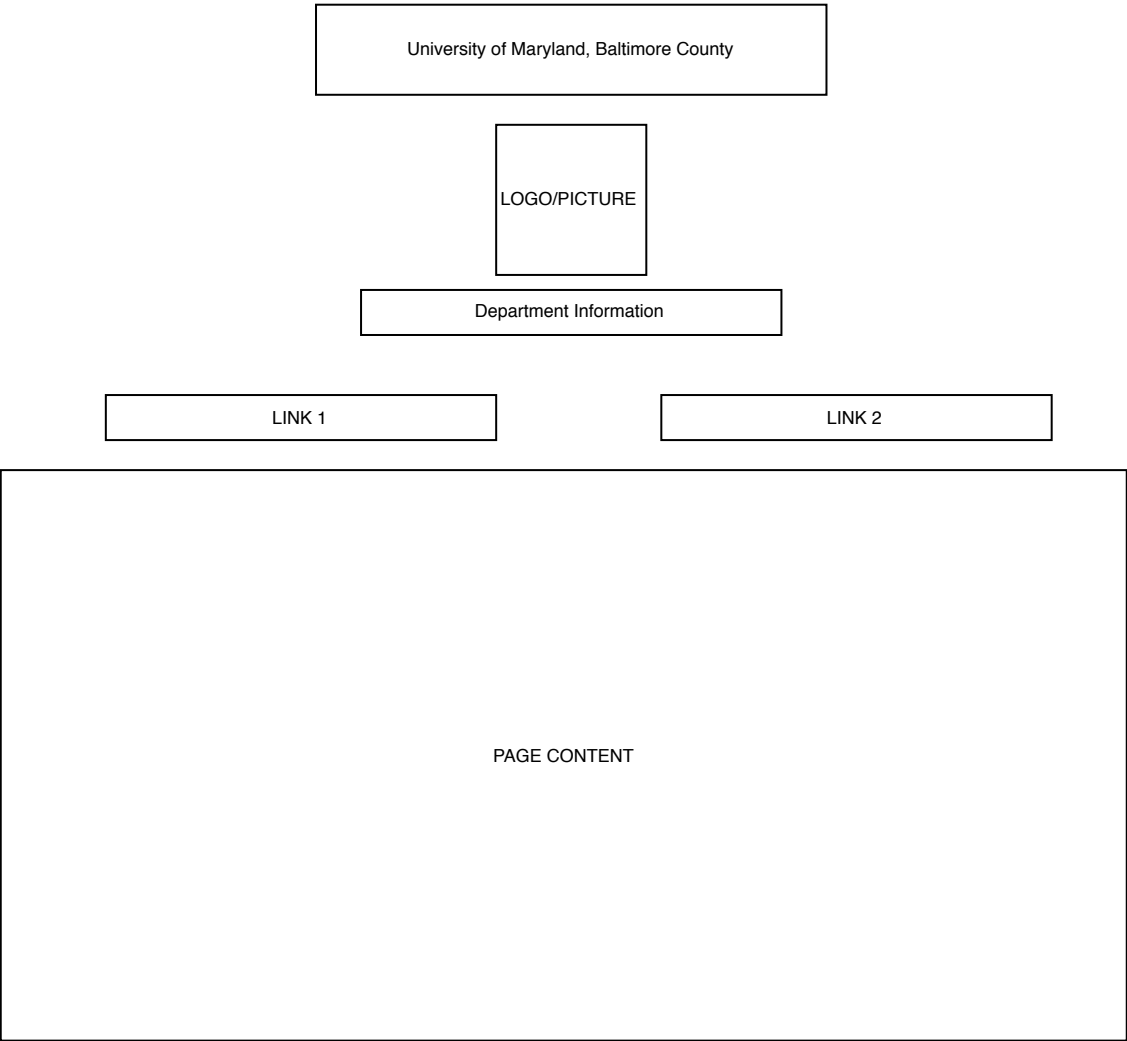 University of Maryland, Baltimore County
LOGO/PICTURE
Department Information
LINK 1
LINK 2
PAGE CONTENT